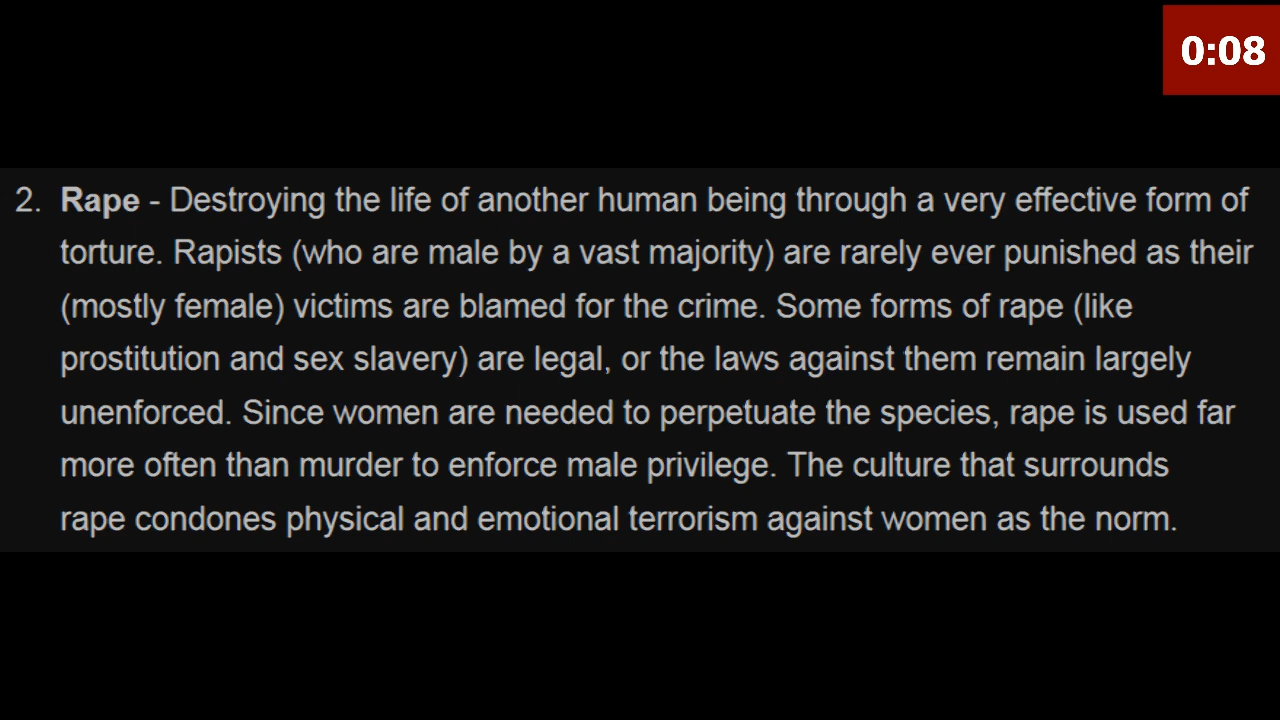 0:08
2. Rape - Destroying the life of another human being through a very effective form of
torture. Rapists (who are male by a vast majority) are rarely ever punished as their
(mostly female) victims are blamed for the crime. Some forms of rape (like
prostitution and sex slavery) are legal, or the laws against them remain largely
unenforced. Since women are needed to perpetuate the species, rape is used far
more often than murder to enforce male privilege. The culture that surrounds
rape condones physical and emotional terrorism against women as the norm.